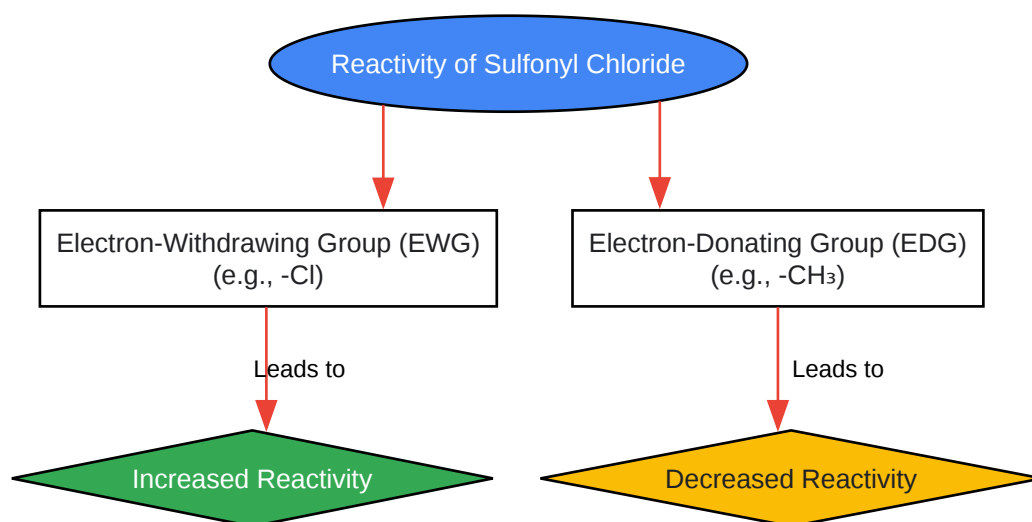 Reactivity of Sulfonyl Chloride
Electron-Withdrawing Group (EWG)
(e.g., -Cl)
Electron-Donating Group (EDG)
(e.g., -CH₃)
Leads to
Leads to
Increased Reactivity
Decreased Reactivity